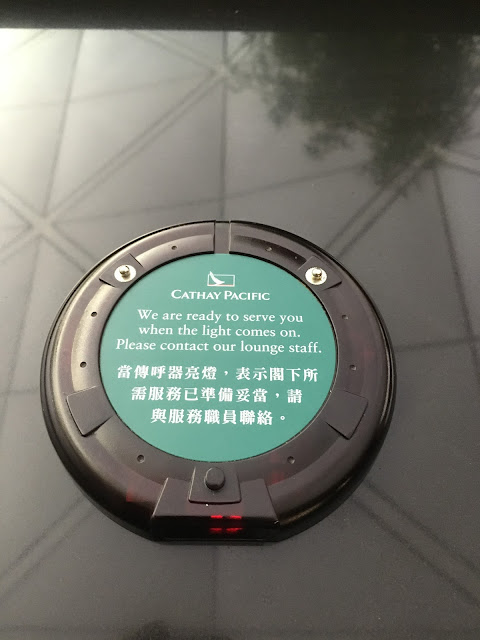 CATHAY PACIFIC
We are ready to serve you
when the light comes on.
Please contact our lounge staff.
當傳呼器亮燈，表示閣下所
需服務已準備妥當，請
與服務職員聯絡。